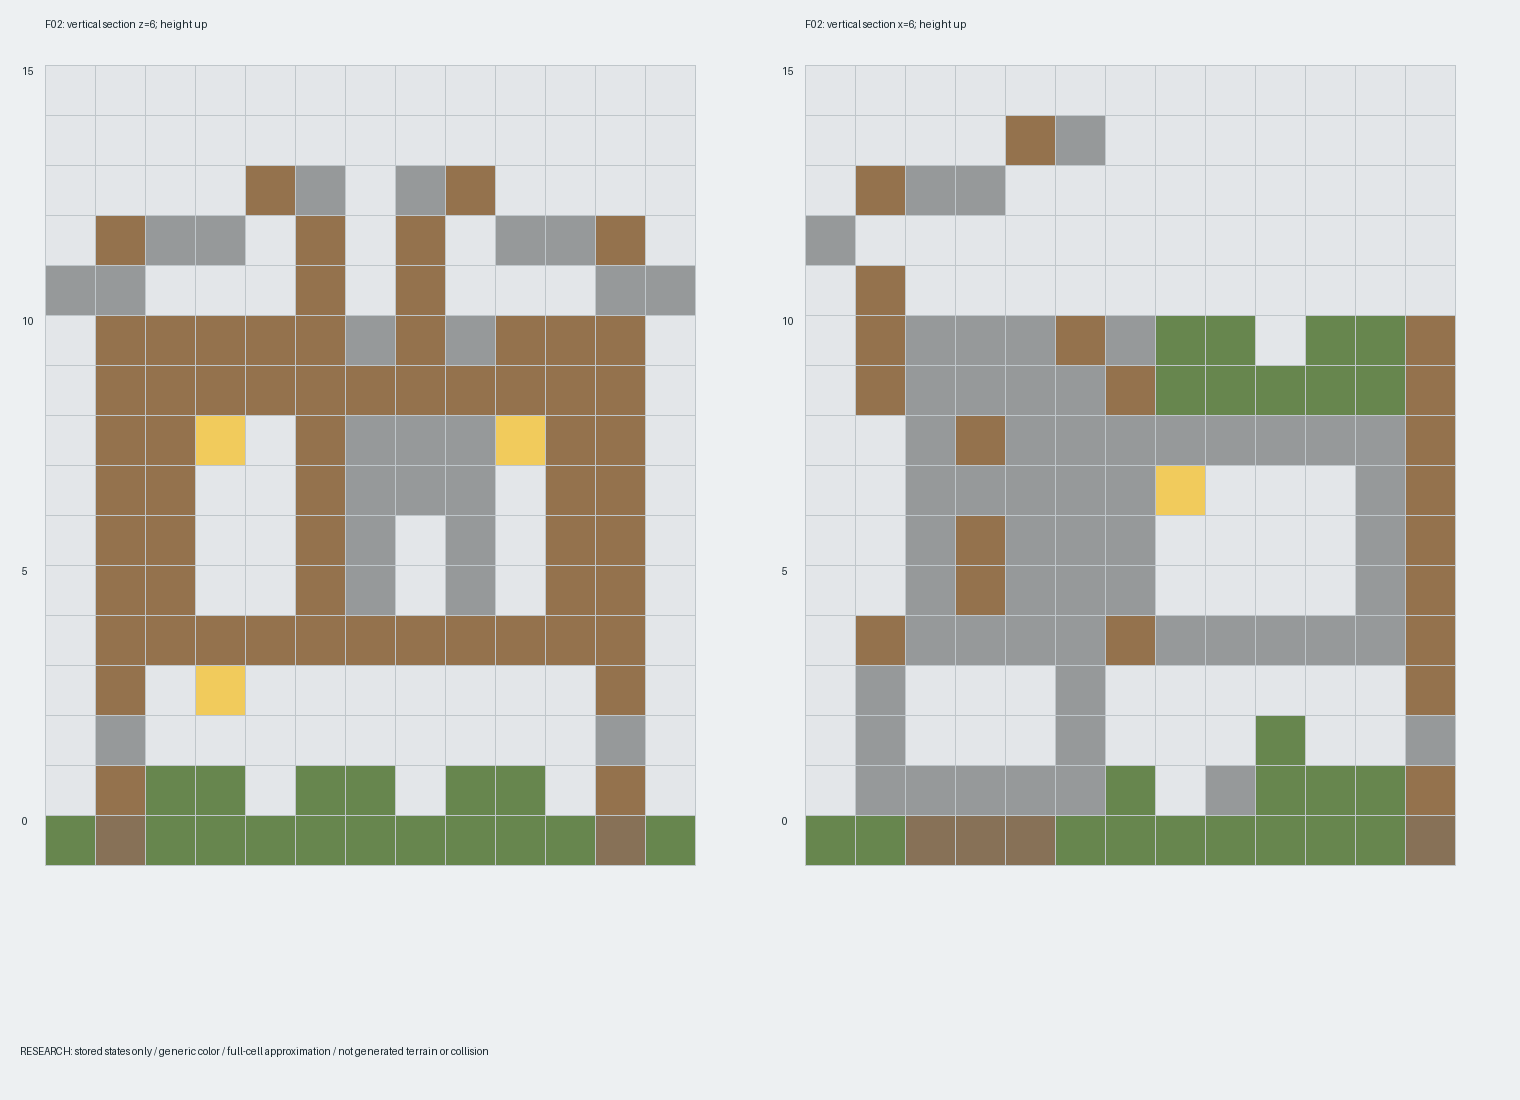 F02: vertical section z=6; height up
F02: vertical section x=6; height up
15
15
10
10
5
5
0
0
RESEARCH: stored states only / generic color / full-cell approximation / not generated terrain or collision